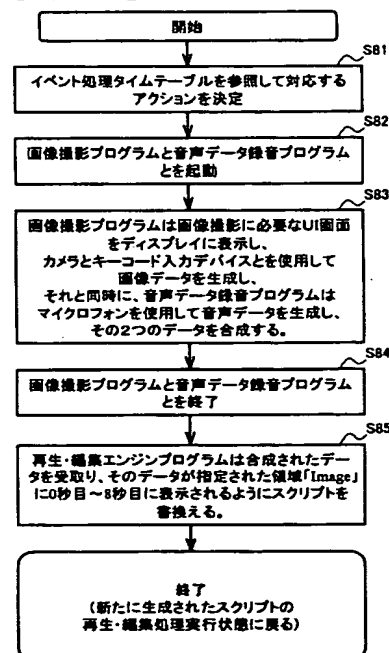 開始
S81
イベント処理タイムテーブルを参照して対応する
アクションを決定
S82
画像撮影プログラムと音声データ録音プログラム
とを起動
S83
画像撮影プログラムは画像撮影に必要なUI画面
をディスプレイに表示し、
カメラとキーコード入力デバイスとを使用して
画像データを生成し、
それと同時に、音声データ録音プログラムは
マイクロフォンを使用して音声データを生成し、
その2つのデータを合成する。
S84
画像撮影プログラムと音声データ録音プログラム
とを終了
S85
再生・編集エンジンプログラムは合成されたデー
タを受取り、そのデータが指定された領域「Image」
に0秒目～8秒目に表示されるようにスクリプトを
書換える。
終了
(新たに生成されたスクリプトの
再生・編集処理実行状態に戻る)